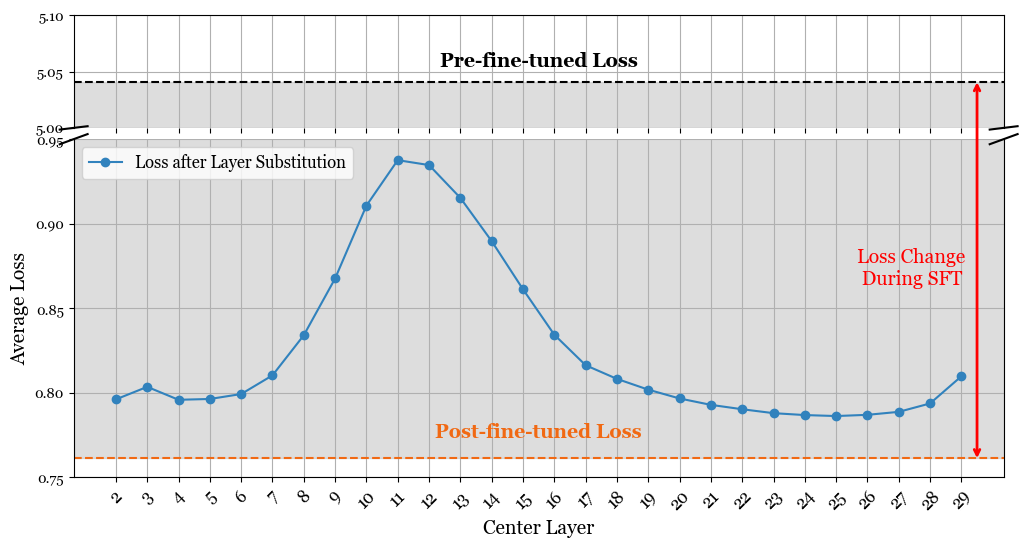 5.10
Pre-fine-tuned Loss
5.05
5.00
0.95
Loss after Layer Substitution
0.90
Loss Change
During SFT
0.85
Average Loss
0.80
Post-fine-tuned Loss
0.75
2 3 4 5 6 7 8 9 10 11 12 13 14 15 16 17 18 19 20 21 22 23 24 25 26 27 28 29
Center Layer